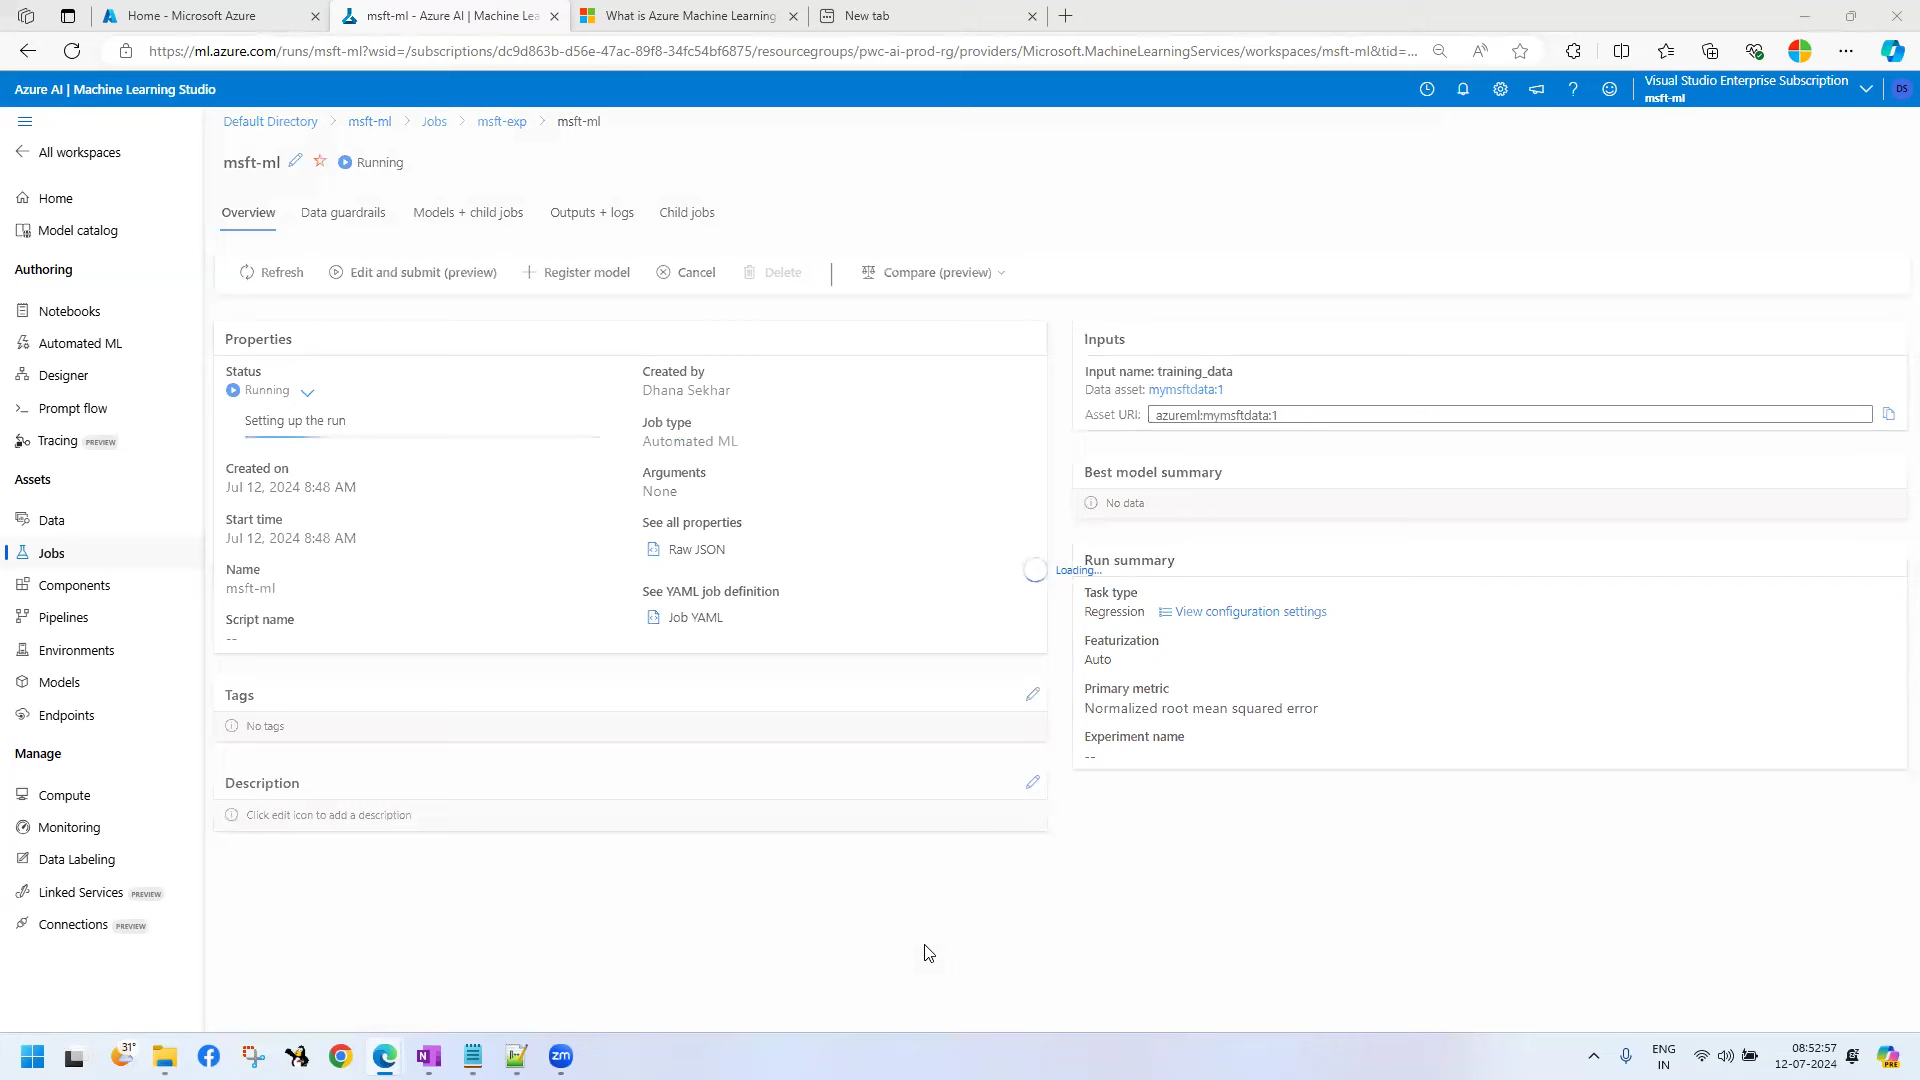 Home - Microsoft Azure
msft-ml - Azure AI | Machine Lea
What is Azure Machine Learning
New tab
https://ml.azure.com/runs/msft-ml?wsid=/subscriptions/dc9d863b-d56e-47ac-89f8-34fc54bf6875/resourcegroups/pwc-ai-prod-rg/providers/Microsoft.MachineLearningServices/workspaces/msft-ml&tid=...
Azure AI | Machine Learning Studio
Visual Studio Enterprise Subscription
msft-ml
DS
All workspaces
Home
Model catalog
Authoring
Notebooks
Automated ML
Designer
Prompt flow
Tracing PREVIEW
Assets
Data
Jobs
Components
Pipelines
Environments
Models
Endpoints
Manage
Compute
Monitoring
Data Labeling
Linked Services PREVIEW
Connections PREVIEW
Default Directory > msft-ml > Jobs > msft-exp > msft-ml
msft-ml Running
Overview Data guardrails Models + child jobs Outputs + logs Child jobs
Refresh Edit and submit (preview) Register model Cancel Delete Compare (preview)
Properties
Status
Running
Setting up the run
Created on
Jul 12, 2024 8:48 AM
Start time
Jul 12, 2024 8:48 AM
Name
msft-ml
Script name
--
Created by
Dhana Sekhar
Job type
Automated ML
Arguments
None
See all properties
Raw JSON
See YAML job definition
Job YAML
Tags
No tags
Description
Click edit icon to add a description
Loading...
Inputs
Input name: training_data
Data asset: mymsftdata:1
Asset URI: azureml:mymsftdata:1
Best model summary
No data
Run summary
Task type
Regression View configuration settings
Featurization
Auto
Primary metric
Normalized root mean squared error
Experiment name
--
31°
zm
ENG
IN
08:52:57
12-07-2024
PRE